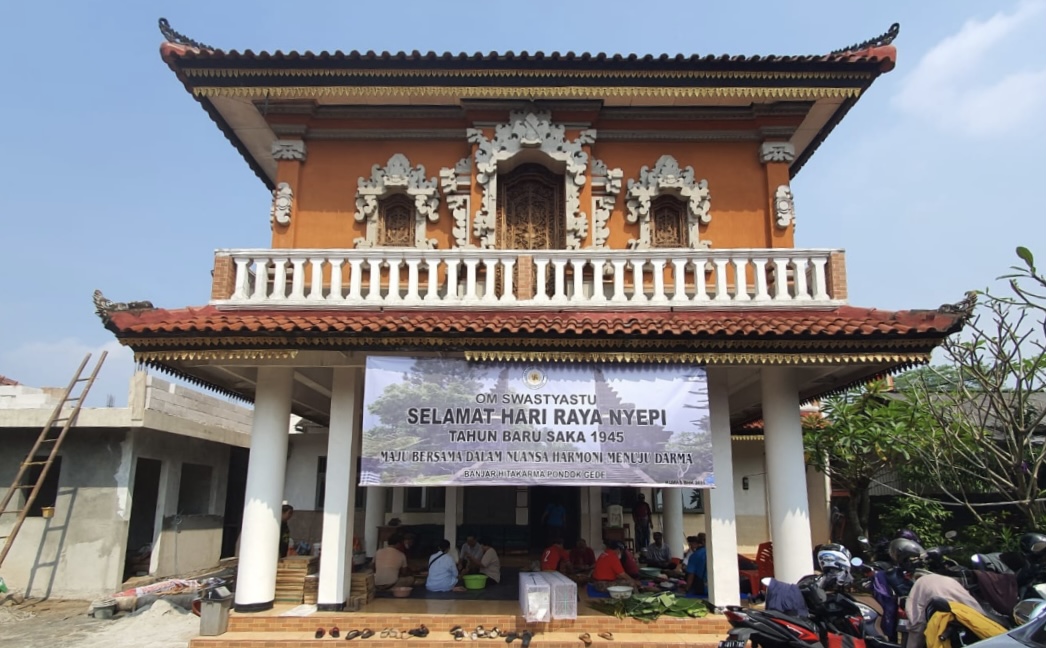 OM SWASTYASTU
SELAMAT HARI RAYA NYEPI
TAHUN BARU SAKA 1945
MAJU BERSAMA DALAM NUANSA HARMONI MENUJU DARMA
BANJAR HITAKARMA PONDOK GEDE